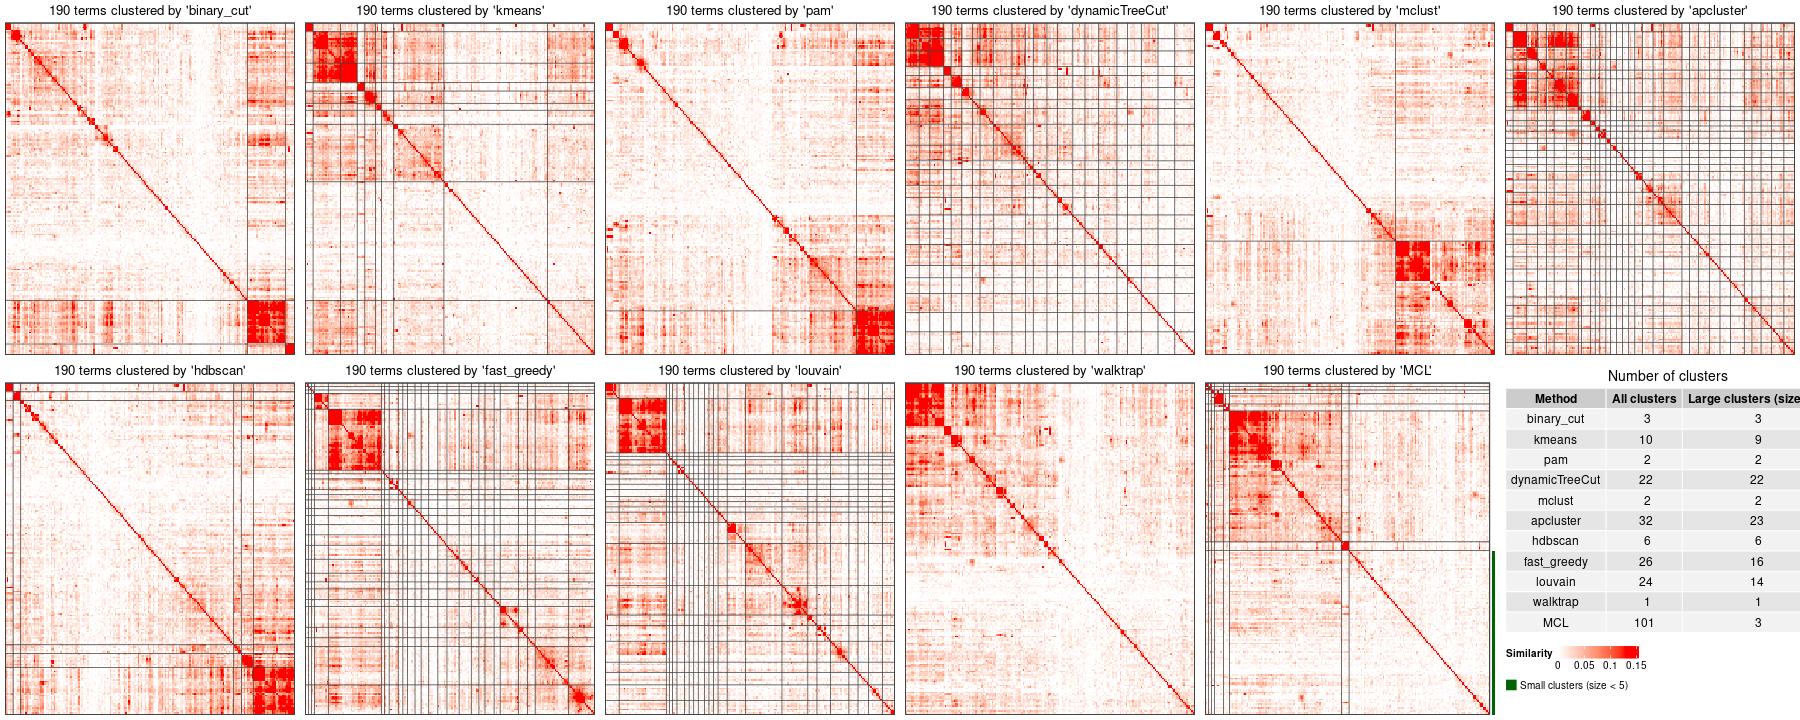 190 terms clustered by 'binary_cut'
190 terms clustered by 'kmeans'
190 terms clustered by 'pam'
190 terms clustered by 'dynamicTreeCut'
190 terms clustered by 'mclust'
190 terms clustered by 'apcluster'
190 terms clustered by 'hdbscan'
190 terms clustered by 'fast_greedy'
190 terms clustered by 'louvain'
190 terms clustered by 'walktrap'
190 terms clustered by 'MCL'
Number of clusters
Method All clusters Large clusters (size
binary_cut 3 3
kmeans 10 9
pam 2 2
dynamicTreeCut 22 22
mclust 2 2
apcluster 32 23
hdbscan 6 6
fast_greedy 26 16
louvain 24 14
walktrap 1 1
MCL 101 3
Similarity
0 0.05 0.1 0.15
Small clusters (size < 5)